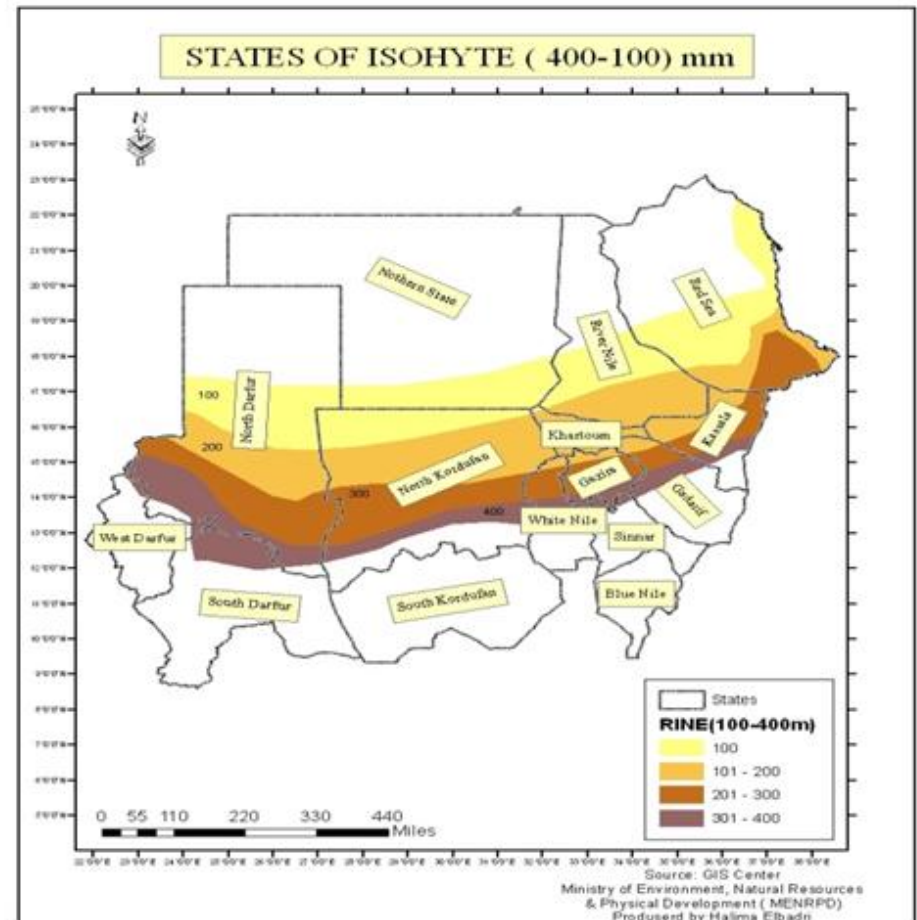 STATES OF ISOHYTE ( 400-100) mm
N
Nothern State
Red Sea
River Nile
100
North Darfur
200
Khartoum
Kassala
North Kordufan
Gazira
300
400
Gadarif
White Nile
West Darfur
Sinnar
South Darfur
South Kordufan
Blue Nile
States
RINE(100-400m)
100
101 - 200
201 - 300
301 - 400
0 55 110 220 330 440
Miles
Source: GIS Center
Ministry of Environment, Natural Resources
& Physical Development ( MENRPD)
Produserd by Halima Elbadri